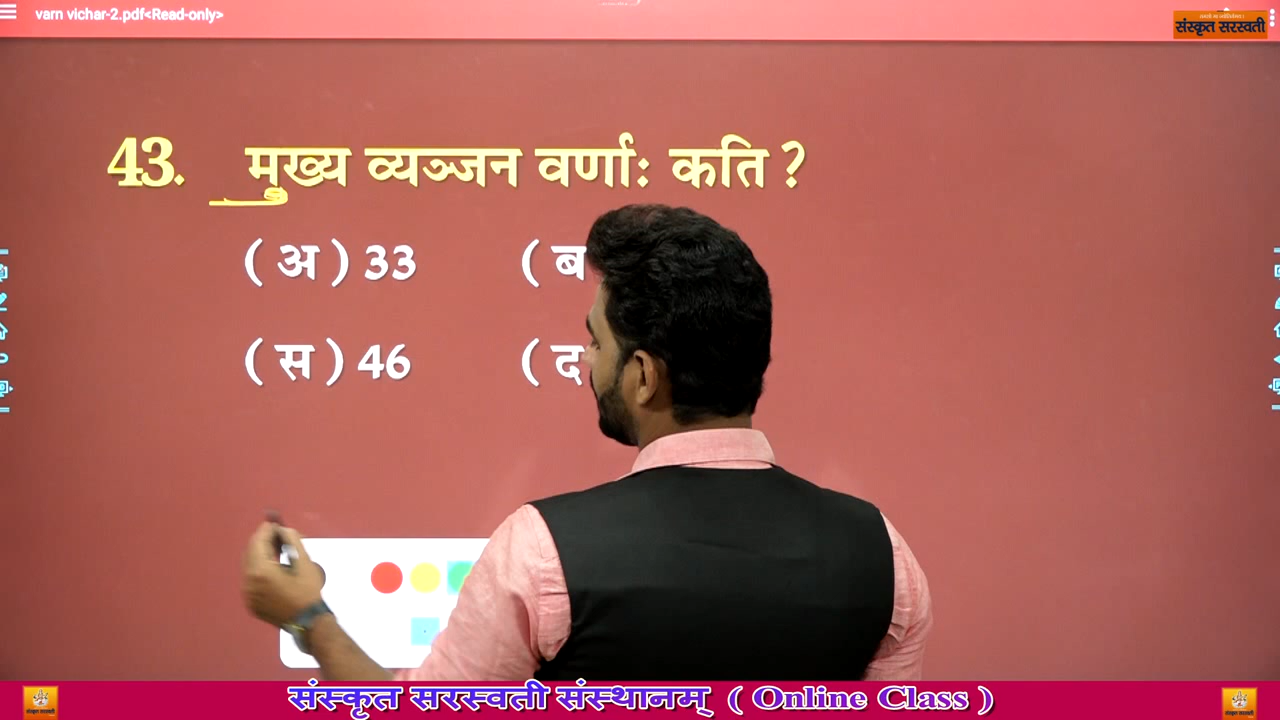 varn vichar-2.pdf<Read-only>
संस्कृत सरस्वती
43. मुख्य व्यञ्जन वर्णाः कति ?
( अ ) 33 ( ब
( स ) 46 ( द
संस्कृत सरस्वती संस्थानम् ( Online Class )